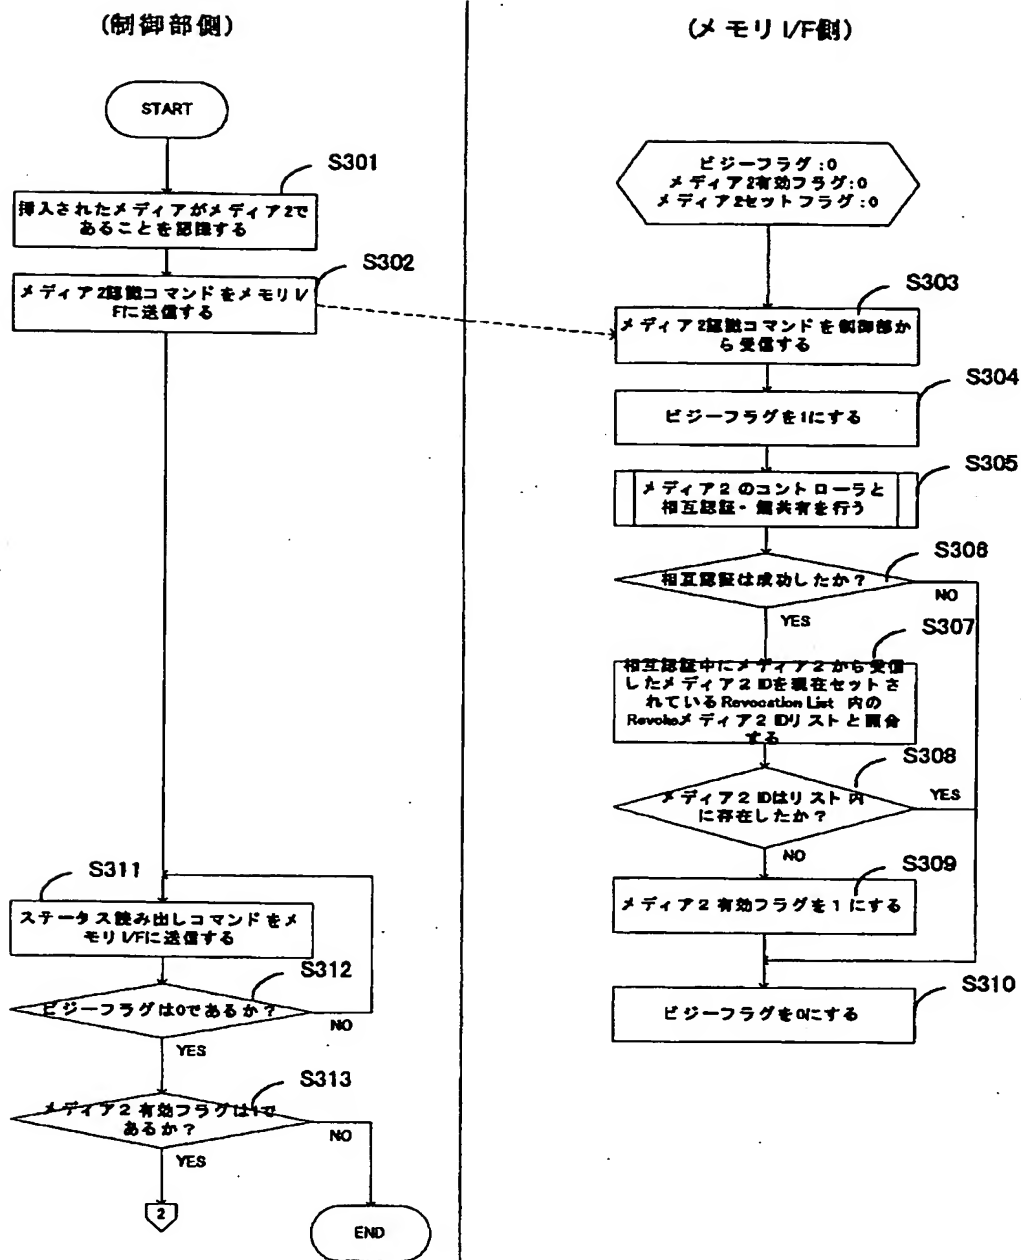 (制御部側)
START
S301
挿入されたメディアがメディア2で
あることを認識する
S302
メディア2認識コマンドをメモリI/
Fに送信する
S311
ステータス読み出しコマンドをメ
モリI/Fに送信する
S312
ビジーフラグは0であるか?
NO
YES
S313
メディア2有効フラグは1で
あるか?
NO
YES
2
END
(メモリI/F側)
ビジーフラグ:0
メディア2有効フラグ:0
メディア2セットフラグ:0
S303
メディア2認識コマンドを制御部か
ら受信する
S304
ビジーフラグを1にする
S305
メディア2のコントローラと
相互認証・鍵共有を行う
S306
相互認証は成功したか?
NO
YES
S307
相互認証中にメディア2から受信
したメディア2 IDを現在セットさ
れているRevocation List 内の
Revokeメディア2 IDリストと照合
する
S308
メディア2 IDはリスト内
に存在したか?
YES
NO
S309
メディア2有効フラグを1にする
S310
ビジーフラグを0にする